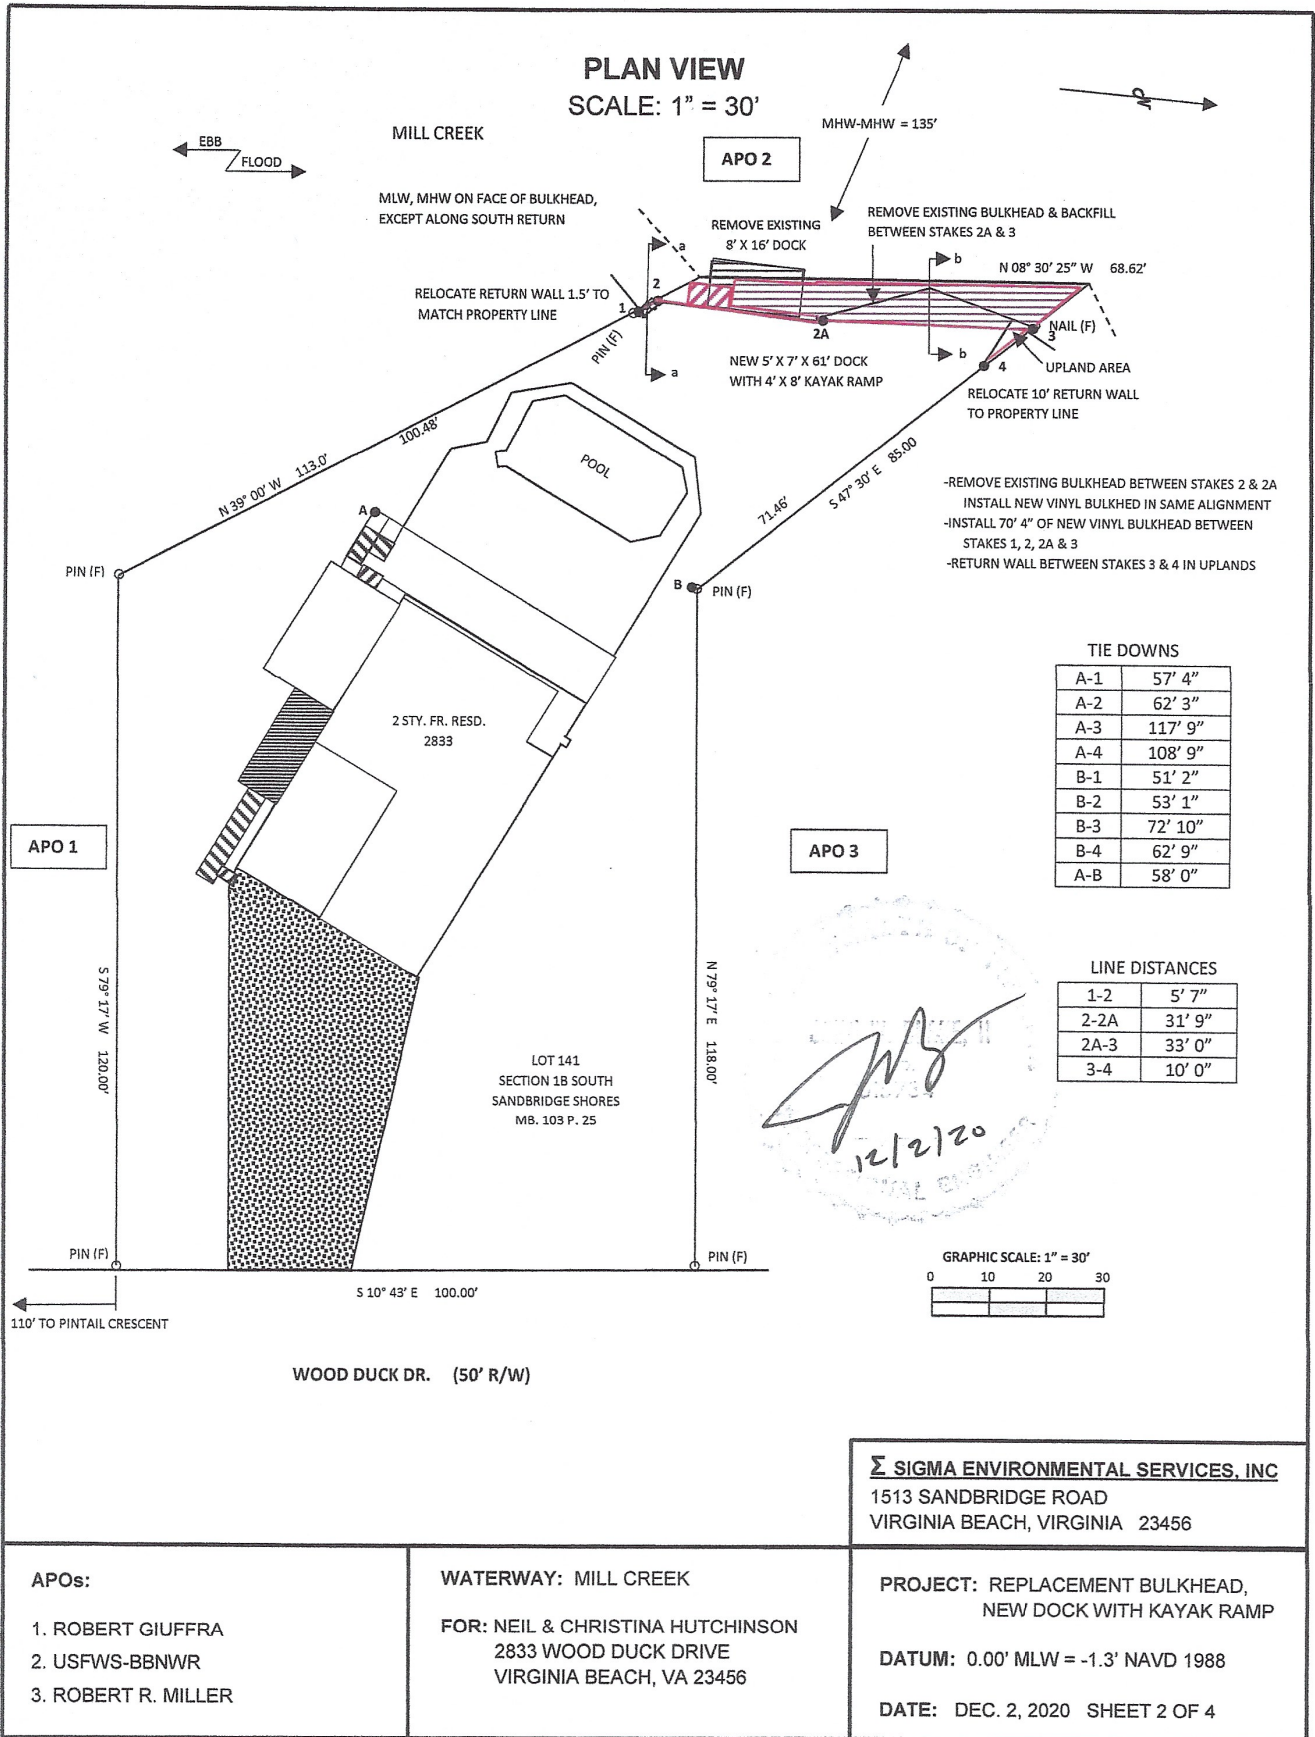 PLAN VIEW
SCALE: 1” = 30’
MILL CREEK
EBB
FLOOD
APO 2
MHW-MHW = 135’
MLW, MHW ON FACE OF BULKHEAD,
EXCEPT ALONG SOUTH RETURN
REMOVE EXISTING
8’ X 16’ DOCK
REMOVE EXISTING BULKHEAD & BACKFILL
BETWEEN STAKES 2A & 3
a
b
N 08° 30’ 25” W 68.62’
RELOCATE RETURN WALL 1.5’ TO
MATCH PROPERTY LINE
1
2
2A
3
NAIL (F)
PIN (F)
a
b
4
UPLAND AREA
NEW 5’ X 7’ X 61’ DOCK
WITH 4’ X 8’ KAYAK RAMP
RELOCATE 10’ RETURN WALL
TO PROPERTY LINE
N 39° 00’ W 113.0’
100.48’
POOL
71.46’
S 47° 30’ E 85.00
-REMOVE EXISTING BULKHEAD BETWEEN STAKES 2 & 2A
INSTALL NEW VINYL BULKHED IN SAME ALIGNMENT
-INSTALL 70’ 4” OF NEW VINYL BULKHEAD BETWEEN
STAKES 1, 2, 2A & 3
-RETURN WALL BETWEEN STAKES 3 & 4 IN UPLANDS
A
PIN (F)
B
PIN (F)
TIE DOWNS
A-1 57’ 4”
A-2 62’ 3”
A-3 117’ 9”
A-4 108’ 9”
B-1 51’ 2”
B-2 53’ 1”
B-3 72’ 10”
B-4 62’ 9”
A-B 58’ 0”
2 STY. FR. RESD.
2833
APO 1
APO 3
S 79° 17’ W 120.00’
N 79° 17’ E 118.00’
LINE DISTANCES
1-2 5’ 7”
2-2A 31’ 9”
2A-3 33’ 0”
3-4 10’ 0”
LOT 141
SECTION 1B SOUTH
SANDBRIDGE SHORES
MB. 103 P. 25
12/2/20
PIN (F)
PIN (F)
S 10° 43’ E 100.00’
110’ TO PINTAIL CRESCENT
GRAPHIC SCALE: 1” = 30’
0 10 20 30
WOOD DUCK DR. (50’ R/W)
Σ SIGMA ENVIRONMENTAL SERVICES, INC
1513 SANDBRIDGE ROAD
VIRGINIA BEACH, VIRGINIA 23456
APOs:
1. ROBERT GIUFFRA
2. USFWS-BBNWR
3. ROBERT R. MILLER
WATERWAY: MILL CREEK
FOR: NEIL & CHRISTINA HUTCHINSON
2833 WOOD DUCK DRIVE
VIRGINIA BEACH, VA 23456
PROJECT: REPLACEMENT BULKHEAD,
NEW DOCK WITH KAYAK RAMP
DATUM: 0.00' MLW = -1.3' NAVD 1988
DATE: DEC. 2, 2020 SHEET 2 OF 4